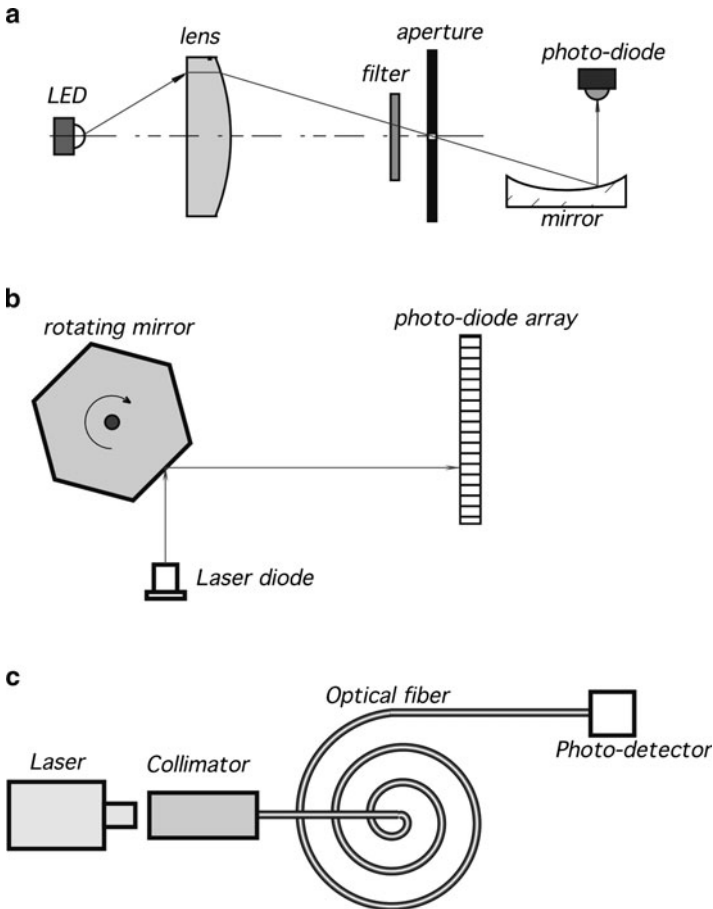 a
lens
aperture
photo-diode
filter
LED
mirror
b
rotating mirror
photo-diode array
Laser diode
c
Optical fiber
Laser
Collimator
Photo-detector